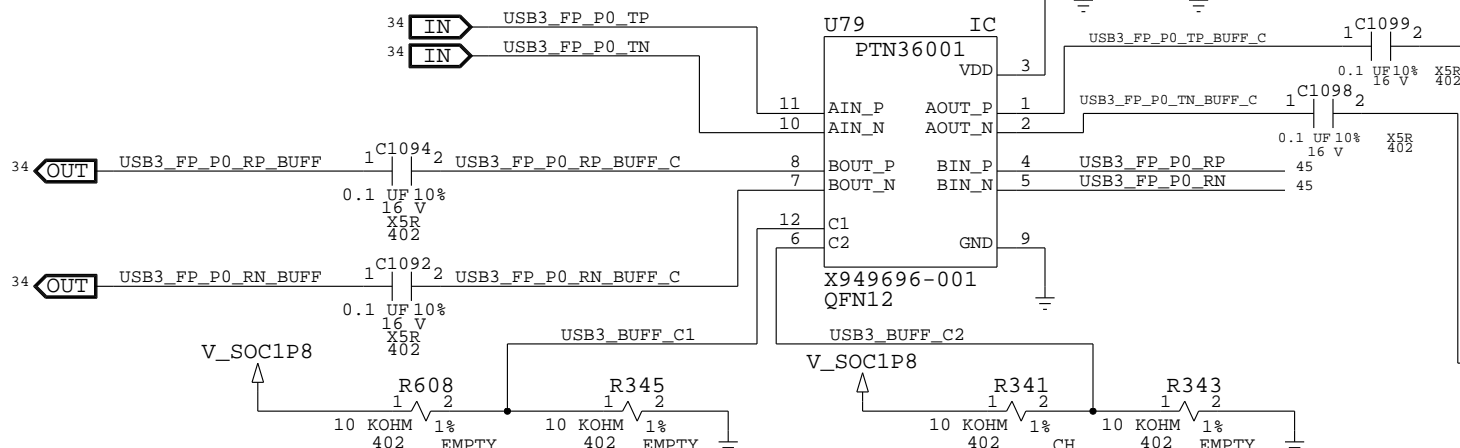 34 IN USB3_FP_P0_TP
34 IN USB3_FP_P0_TN
U79 IC
PTN36001
VDD 3
11 AIN_P AOUT_P 1
10 AIN_N AOUT_N 2
8 BOUT_P BIN_P 4
7 BOUT_N BIN_N 5
12 C1
6 C2 GND 9
X949696-001
QFN12
USB3_FP_P0_TP_BUFF_C
1 C1099 2
0.1 UF 10% X5R
16 V 402
USB3_FP_P0_TN_BUFF_C
1 C1098 2
0.1 UF 10% X5R
16 V 402
USB3_FP_P0_RP 45
USB3_FP_P0_RN 45
34 OUT USB3_FP_P0_RP_BUFF
1 C1094 2
USB3_FP_P0_RP_BUFF_C
0.1 UF 10%
16 V
X5R
402
34 OUT USB3_FP_P0_RN_BUFF
1 C1092 2
USB3_FP_P0_RN_BUFF_C
0.1 UF 10%
16 V
X5R
402
USB3_BUFF_C1
USB3_BUFF_C2
V_SOC1P8
R608
1 2
10 KOHM 1%
402 EMPTY
R345
1 2
10 KOHM 1%
402 EMPTY
V_SOC1P8
R341
1 2
10 KOHM 1%
402 CH
R343
1 2
10 KOHM 1%
402 EMPTY